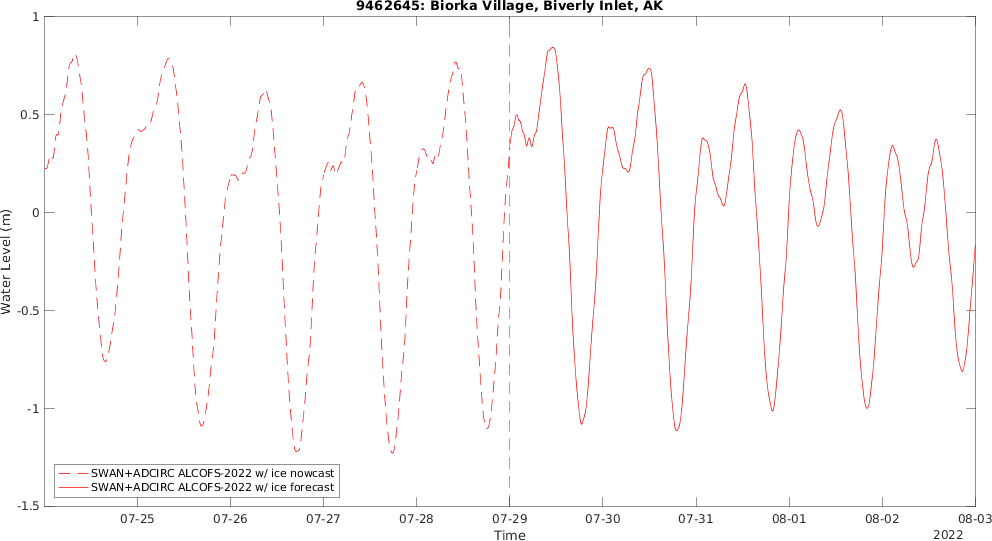 9462645: Biorka Village, Biverly Inlet, AK
1
0.5
0
-0.5
-1
-1.5
Water Level (m)
SWAN+ADCIRC ALCOFS-2022 w/ ice nowcast
SWAN+ADCIRC ALCOFS-2022 w/ ice forecast
07-25 07-26 07-27 07-28 07-29 07-30 07-31 08-01 08-02 08-03
Time
2022